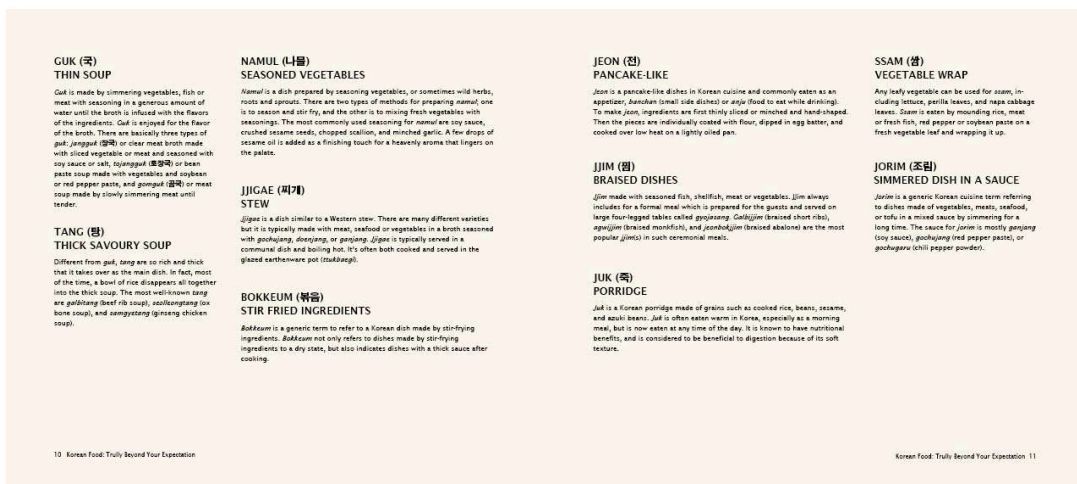 GUK (국)
THIN SOUP
Guk is made by simmering vegetables, fish or
meat with seasoning in a generous amount of
water until the broth is infused with the flavors
of the ingredients. Guk is enjoyed for the flavor
of the broth. There are basically three types of
guk: jangguk (장국) or clear meat broth made
with sliced vegetable or meat and seasoned with
soy sauce or salt, tojangguk (토장국) or bean
paste soup made with vegetables and soybean
or red pepper paste, and gomguk (곰국) or meat
soup made by slowly simmering meat until
tender.
TANG (탕)
THICK SAVOURY SOUP
Different from guk, tang are so rich and thick
that it takes over as the main dish. In fact, most
of the time, a bowl of rice disappears all together
into the thick soup. The most well-known tang
are galbitang (beef rib soup), seolleongtang (ox
bone soup), and samgyetang (ginseng chicken
soup).
NAMUL (나물)
SEASONED VEGETABLES
Namul is a dish prepared by seasoning vegetables, or sometimes wild herbs,
roots and sprouts. There are two types of methods for preparing namul; one
is to season and stir fry, and the other is to mixing fresh vegetables with
seasonings. The most commonly used seasoning for namul are soy sauce,
crushed sesame seeds, chopped scallion, and minched garlic. A few drops of
sesame oil is added as a finishing touch for a heavenly aroma that lingers on
the palate.
JJIGAE (찌개)
STEW
Jjigae is a dish similar to a Western stew. There are many different varieties
but it is typically made with meat, seafood or vegetables in a broth seasoned
with gochujang, doenjang, or ganjang. Jjigae is typically served in a
communal dish and boiling hot. It's often both cooked and served in the
glazed earthenware pot (ttukbaegi).
BOKKEUM (볶음)
STIR FRIED INGREDIENTS
Bokkeum is a generic term to refer to a Korean dish made by stir-frying
ingredients. Bokkeum not only refers to dishes made by stir-frying
ingredients to a dry state, but also indicates dishes with a thick sauce after
cooking.
10 Korean Food: Trully Beyond Your Expectation
JEON (전)
PANCAKE-LIKE
Jeon is a pancake-like dishes in Korean cuisine and commonly eaten as an
appetizer, banchan (small side dishes) or anju (food to eat while drinking).
To make jeon, ingredients are first thinly sliced or minched and hand-shaped.
Then the pieces are individually coated with flour, dipped in egg batter, and
cooked over low heat on a lightly oiled pan.
JJIM (찜)
BRAISED DISHES
Jjim made with seasoned fish, shellfish, meat or vegetables. Jjim always
includes for a formal meal which is prepared for the guests and served on
large four-legged tables called gyojasang. Galbijjim (braised short ribs),
agwijjim (braised monkfish), and jeonbokjjim (braised abalone) are the most
popular jjim(s) in such ceremonial meals.
JUK (죽)
PORRIDGE
Juk is a Korean porridge made of grains such as cooked rice, beans, sesame,
and azuki beans. Juk is often eaten warm in Korea, especially as a morning
meal, but is now eaten at any time of the day. It is known to have nutritional
benefits, and is considered to be beneficial to digestion because of its soft
texture.
SSAM (쌈)
VEGETABLE WRAP
Any leafy vegetable can be used for ssam, in-
cluding lettuce, perilla leaves, and napa cabbage
leaves. Ssam is eaten by mounding rice, meat
or fresh fish, red pepper or soybean paste on a
fresh vegetable leaf and wrapping it up.
JORIM (조림)
SIMMERED DISH IN A SAUCE
Jorim is a generic Korean cuisine term referring
to dishes made of vegetables, meats, seafood,
or tofu in a mixed sauce by simmering for a
long time. The sauce for jorim is mostly ganjang
(soy sauce), gochujang (red pepper paste), or
gochugaru (chili pepper powder).
Korean Food: Trully Beyond Your Expectation 11